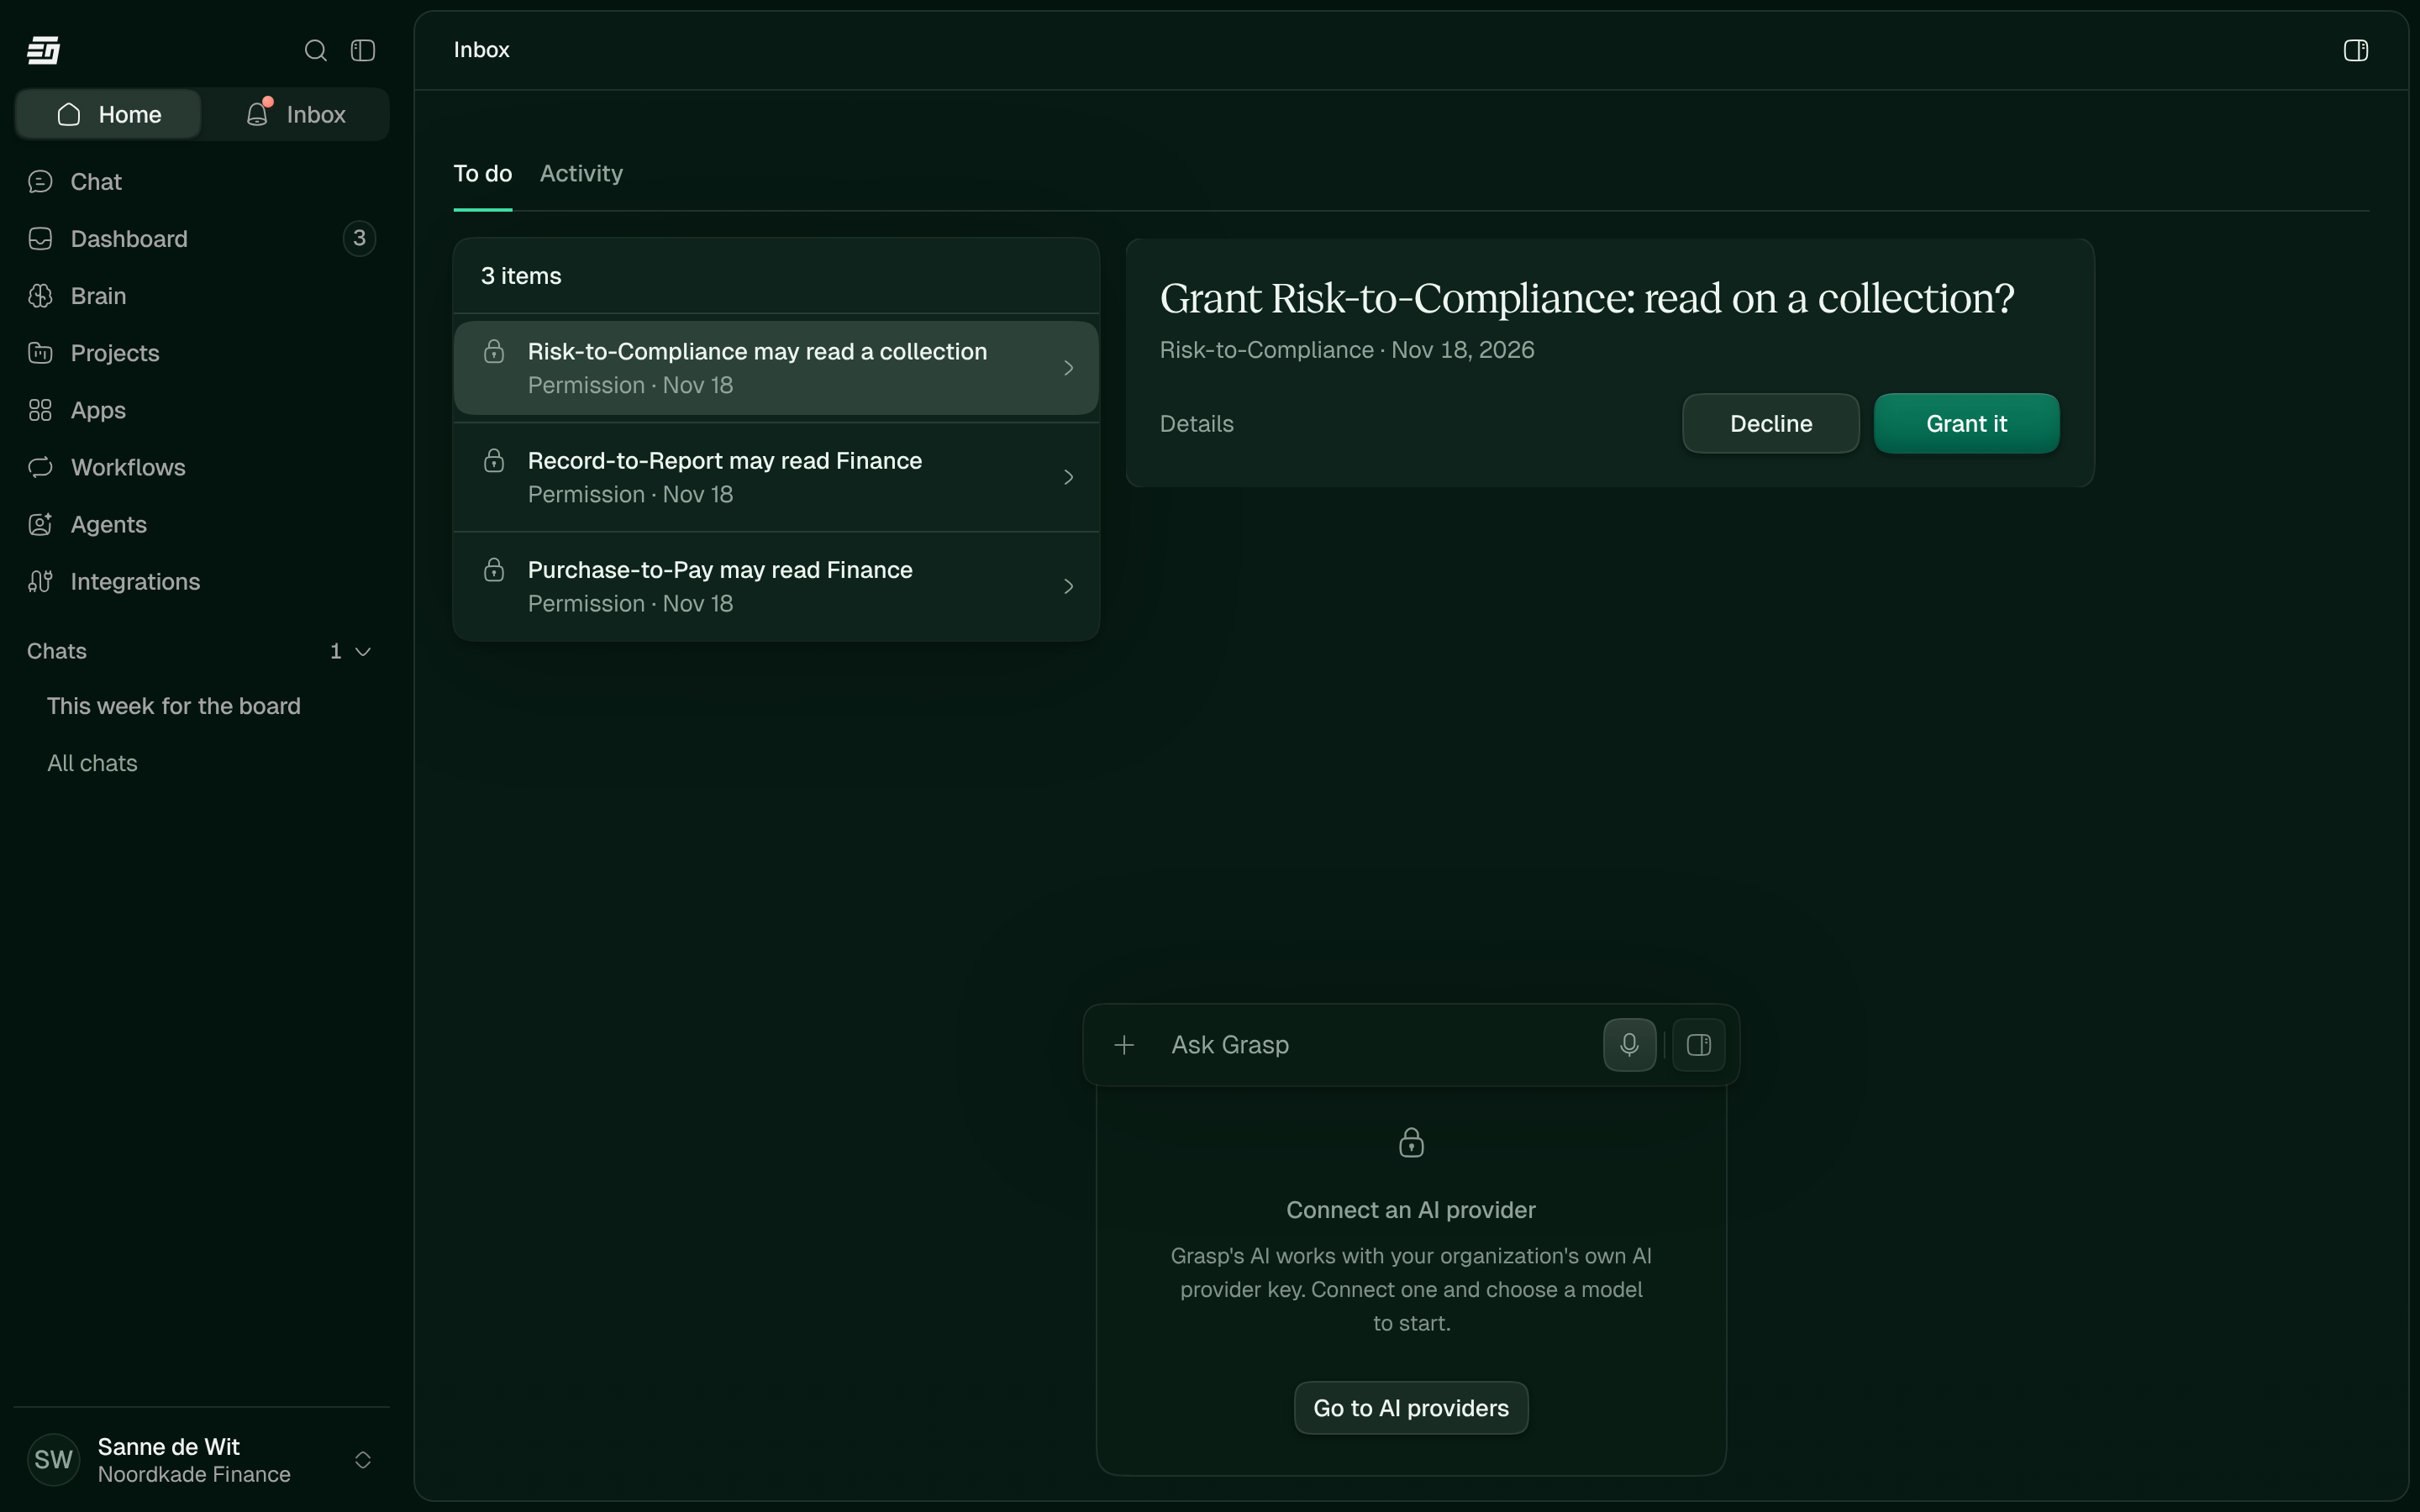 Home
Inbox
Chat
Dashboard
3
Brain
Projects
Apps
Workflows
Agents
Integrations
Chats
1
This week for the board
All chats
SW
Sanne de Wit
Noordkade Finance
Inbox
To do
Activity
3 items
Risk-to-Compliance may read a collection
Permission · Nov 18
Record-to-Report may read Finance
Permission · Nov 18
Purchase-to-Pay may read Finance
Permission · Nov 18
Grant Risk-to-Compliance: read on a collection?
Risk-to-Compliance · Nov 18, 2026
Details
Decline
Grant it
Ask Grasp
Connect an AI provider
Grasp's AI works with your organization's own AI
provider key. Connect one and choose a model
to start.
Go to AI providers